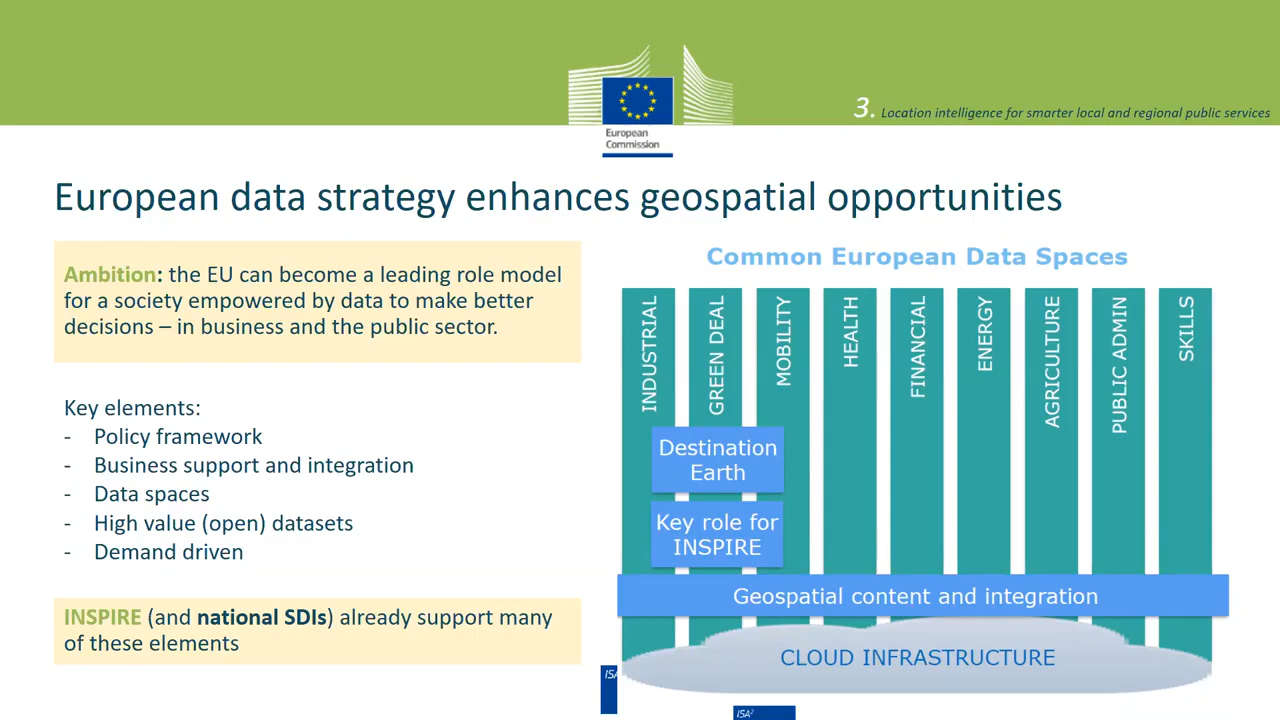 European
Commission
3. Location intelligence for smarter local and regional public services
European data strategy enhances geospatial opportunities
Ambition: the EU can become a leading role model
for a society empowered by data to make better
decisions – in business and the public sector.
Key elements:
- Policy framework
- Business support and integration
- Data spaces
- High value (open) datasets
- Demand driven
INSPIRE (and national SDIs) already support many
of these elements
Common European Data Spaces
INDUSTRIAL
GREEN DEAL
MOBILITY
HEALTH
FINANCIAL
ENERGY
AGRICULTURE
PUBLIC ADMIN
SKILLS
Destination
Earth
Key role for
INSPIRE
Geospatial content and integration
CLOUD INFRASTRUCTURE
ISA
ISA²